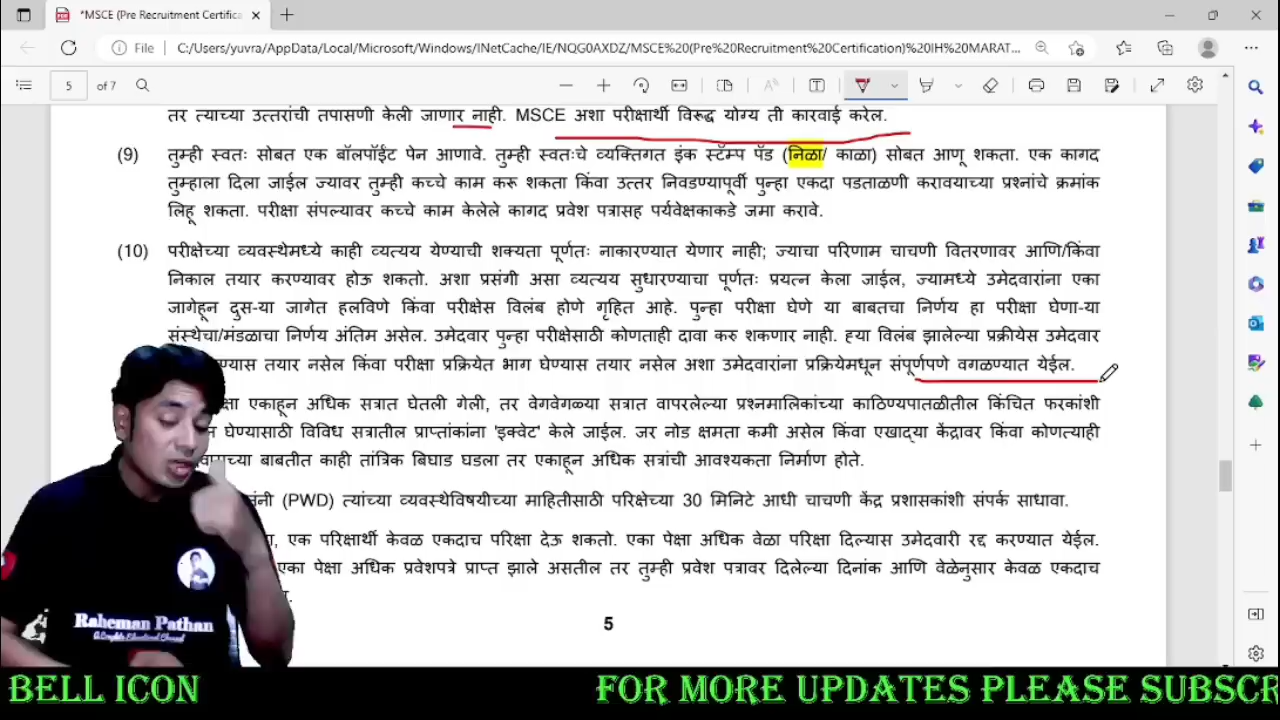 *MSCE (Pre Recruitment Certifica
File C:/Users/yuvra/AppData/Local/Microsoft/Windows/INetCache/IE/NQG0AXDZ/MSCE%20(Pre%20Recruitment%20Certification)%20IH%20MARAT...
5 of 7
तर त्याच्या उत्तरांची तपासणी केली जाणार नाही. MSCE अशा परीक्षार्थी विरूद्ध योग्य ती कारवाई करेल.
(9) तुम्ही स्वतः सोबत एक बॉलपॉईंट पेन आणावे. तुम्ही स्वतःचे व्यक्तिगत इंक स्टॅम्प पॅड (निळा/ काळा) सोबत आणू शकता. एक कागद
तुम्हाला दिला जाईल ज्यावर तुम्ही कच्चे काम करू शकता किंवा उत्तर निवडण्यापूर्वी पुन्हा एकदा पडताळणी करावयाच्या प्रश्नांचे क्रमांक
लिहू शकता. परीक्षा संपल्यावर कच्चे काम केलेले कागद प्रवेश पत्रासह पर्यवेक्षकाकडे जमा करावे.
(10) परीक्षेच्या व्यवस्थेमध्ये काही व्यत्यय येण्याची शक्यता पूर्णतः नाकारण्यात येणार नाही; ज्याचा परिणाम चाचणी वितरणावर आणि/किंवा
निकाल तयार करण्यावर होऊ शकतो. अशा प्रसंगी असा व्यत्यय सुधारण्याचा पूर्णतः प्रयत्न केला जाईल, ज्यामध्ये उमेदवारांना एका
जागेहून दुस-या जागेत हलविणे किंवा परीक्षेस विलंब होणे गृहित आहे. पुन्हा परीक्षा घेणे या बाबतचा निर्णय हा परीक्षा घेणा-या
संस्थेचा/मंडळाचा निर्णय अंतिम असेल. उमेदवार पुन्हा परीक्षेसाठी कोणताही दावा करु शकणार नाही. ह्या विलंब झालेल्या प्रक्रीयेस उमेदवार
ण्यास तयार नसेल किंवा परीक्षा प्रक्रियेत भाग घेण्यास तयार नसेल अशा उमेदवारांना प्रक्रियेमधून संपूर्णपणे वगळण्यात येईल.
एकाहून अधिक सत्रात घेतली गेली, तर वेगवेगळ्या सत्रात वापरलेल्या प्रश्नमालिकांच्या काठिण्यपातळीतील किंचित फरकांशी
घेण्यासाठी विविध सत्रातील प्राप्तांकांना 'इक्वेट' केले जाईल. जर नोड क्षमता कमी असेल किंवा एखाद्या केंद्रावर किंवा कोणत्याही
च्या बाबतीत काही तांत्रिक बिघाड घडला तर एकाहून अधिक सत्रांची आवश्यकता निर्माण होते.
(PWD) त्यांच्या व्यवस्थेविषयीच्या माहितीसाठी परिक्षेच्या 30 मिनिटे आधी चाचणी केंद्र प्रशासकांशी संपर्क साधावा.
एक परिक्षार्थी केवळ एकदाच परिक्षा देऊ शकतो. एका पेक्षा अधिक वेळा परिक्षा दिल्यास उमेदवारी रद्द करण्यात येईल.
एका पेक्षा अधिक प्रवेशपत्रे प्राप्त झाले असतील तर तुम्ही प्रवेश पत्रावर दिलेल्या दिनांक आणि वेळेनुसार केवळ एकदाच
5
Raheman Pathan
A Complete Educational Channel
BELL ICON FOR MORE UPDATES PLEASE SUBSCR